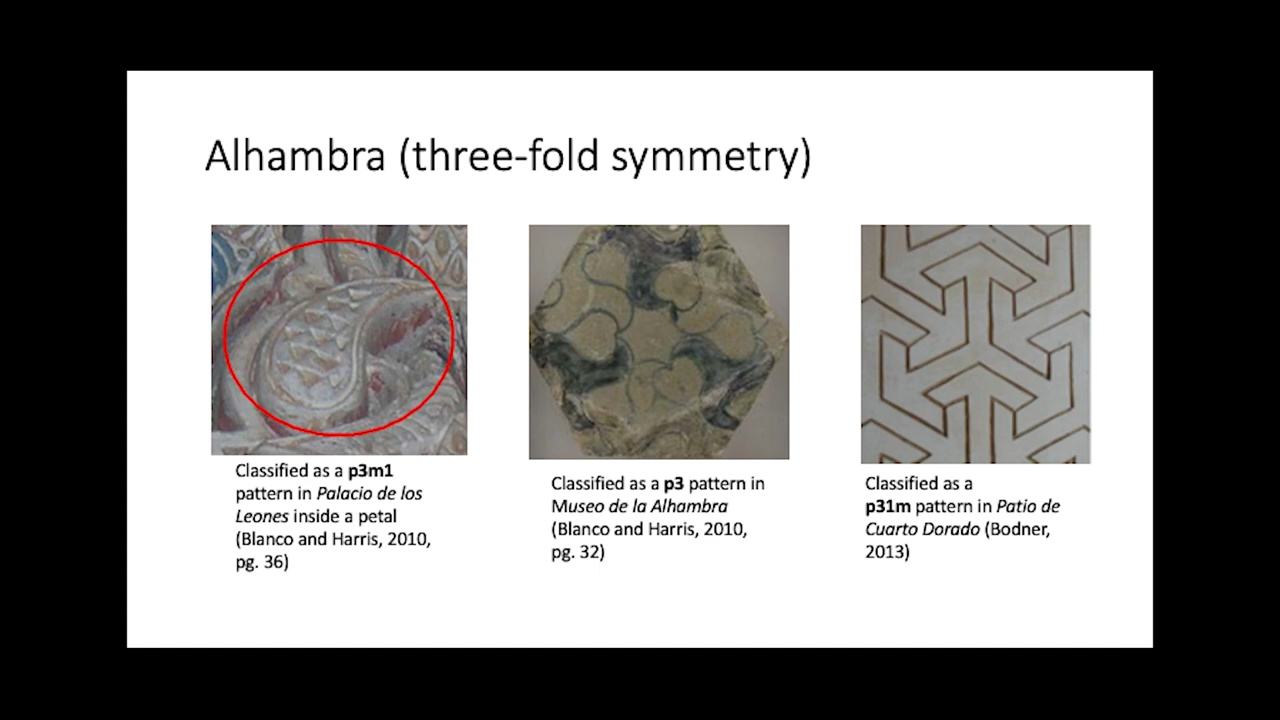 Alhambra (three-fold symmetry)
Classified as a p3m1
pattern in Palacio de los
Leones inside a petal
(Blanco and Harris, 2010,
pg. 36)
Classified as a p3 pattern in
Museo de la Alhambra
(Blanco and Harris, 2010,
pg. 32)
Classified as a
p31m pattern in Patio de
Cuarto Dorado (Bodner,
2013)